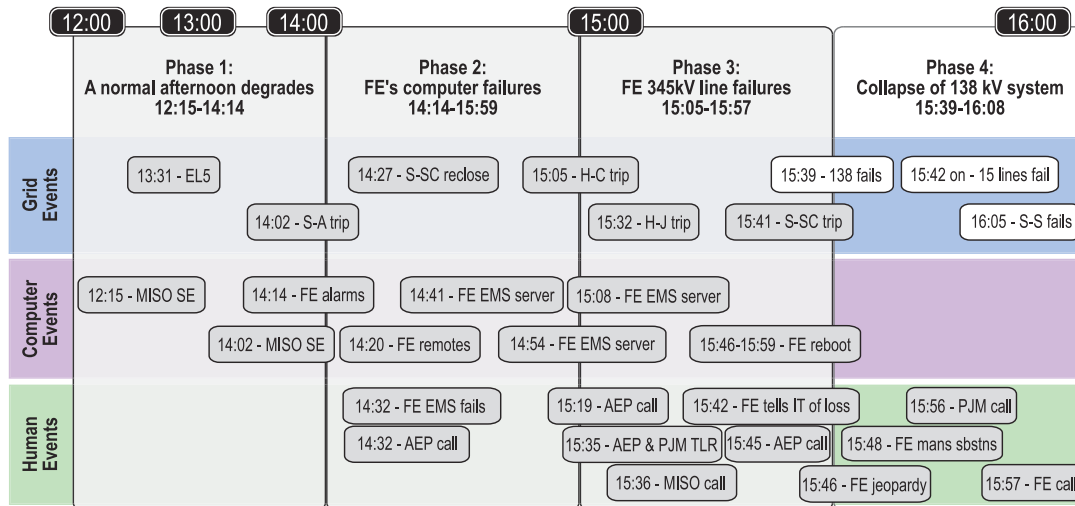 12:00
13:00
14:00
15:00
16:00
Phase 1:
A normal afternoon degrades
12:15-14:14
Phase 2:
FE's computer failures
14:14-15:59
Phase 3:
FE 345kV line failures
15:05-15:57
Phase 4:
Collapse of 138 kV system
15:39-16:08
Grid
Events
13:31 - EL5
14:27 - S-SC reclose
15:05 - H-C trip
15:39 - 138 fails
15:42 on - 15 lines fail
14:02 - S-A trip
15:32 - H-J trip
15:41 - S-SC trip
16:05 - S-S fails
Computer
Events
12:15 - MISO SE
14:14 - FE alarms
14:41 - FE EMS server
15:08 - FE EMS server
14:02 - MISO SE
14:20 - FE remotes
14:54 - FE EMS server
15:46-15:59 - FE reboot
Human
Events
14:32 - FE EMS fails
15:19 - AEP call
15:42 - FE tells IT of loss
15:56 - PJM call
14:32 - AEP call
15:35 - AEP & PJM TLR
15:45 - AEP call
15:48 - FE mans sbstns
15:36 - MISO call
15:46 - FE jeopardy
15:57 - FE call